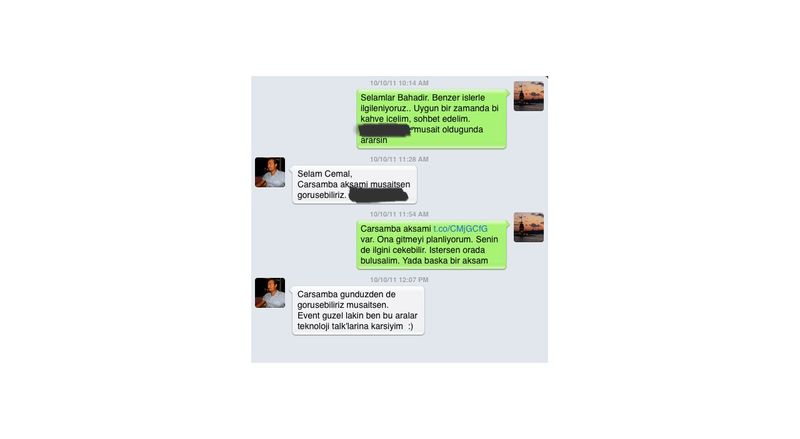 10/10/11 10:14 AM
Selamlar Bahadir. Benzer islerle
ilgileniyoruz.. Uygun bir zamanda bi
kahve icelim, sohbet edelim.
musait oldugunda
ararsin
10/10/11 11:28 AM
Selam Cemal,
Carsamba aksami musaitsen
gorusebiliriz.
10/10/11 11:54 AM
Carsamba aksami t.co/CMjGCfG
var. Ona gitmeyi planliyorum. Senin
de ilgini cekebilir. Istersen orada
bulusalim. Yada baska bir aksam
10/10/11 12:07 PM
Carsamba gunduzden de
gorusebiliriz musaitsen.
Event guzel lakin ben bu aralar
teknoloji talk'larina karsiyim :)